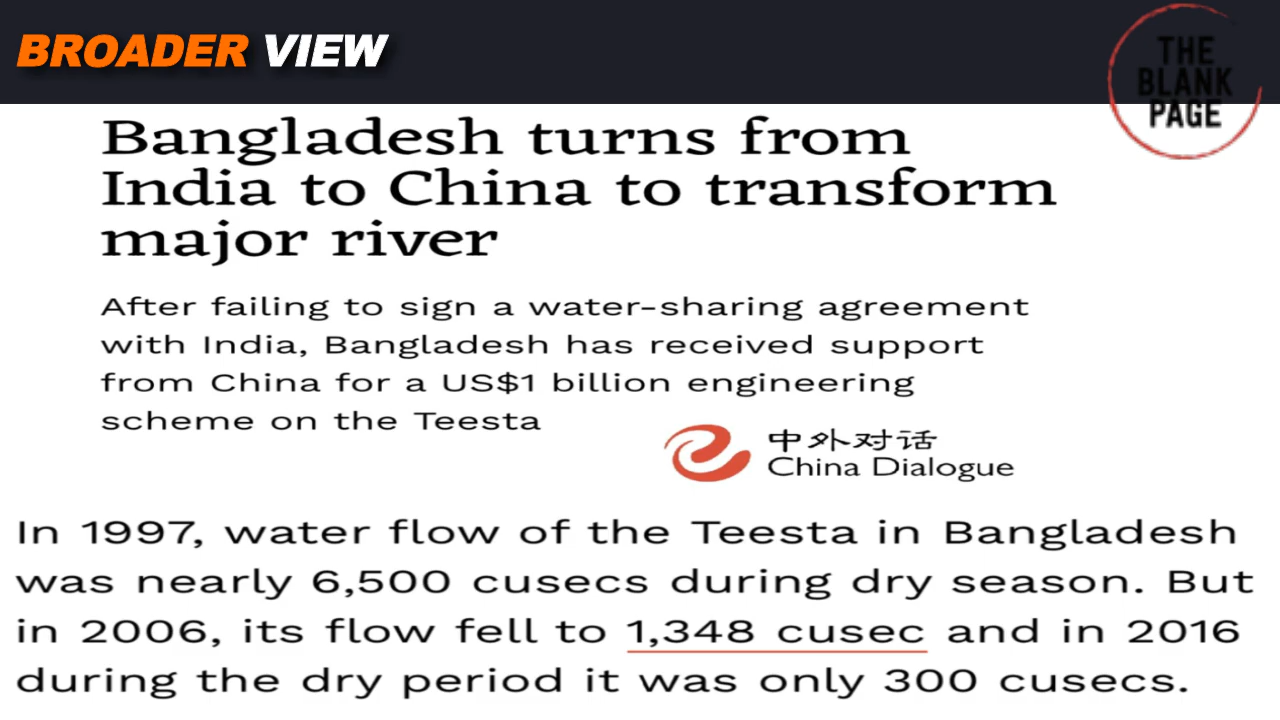 BROADER VIEW
THE
BLANK
PAGE
Bangladesh turns from
India to China to transform
major river
After failing to sign a water-sharing agreement
with India, Bangladesh has received support
from China for a US$1 billion engineering
scheme on the Teesta
中外对话
China Dialogue
In 1997, water flow of the Teesta in Bangladesh
was nearly 6,500 cusecs during dry season. But
in 2006, its flow fell to 1,348 cusec and in 2016
during the dry period it was only 300 cusecs.